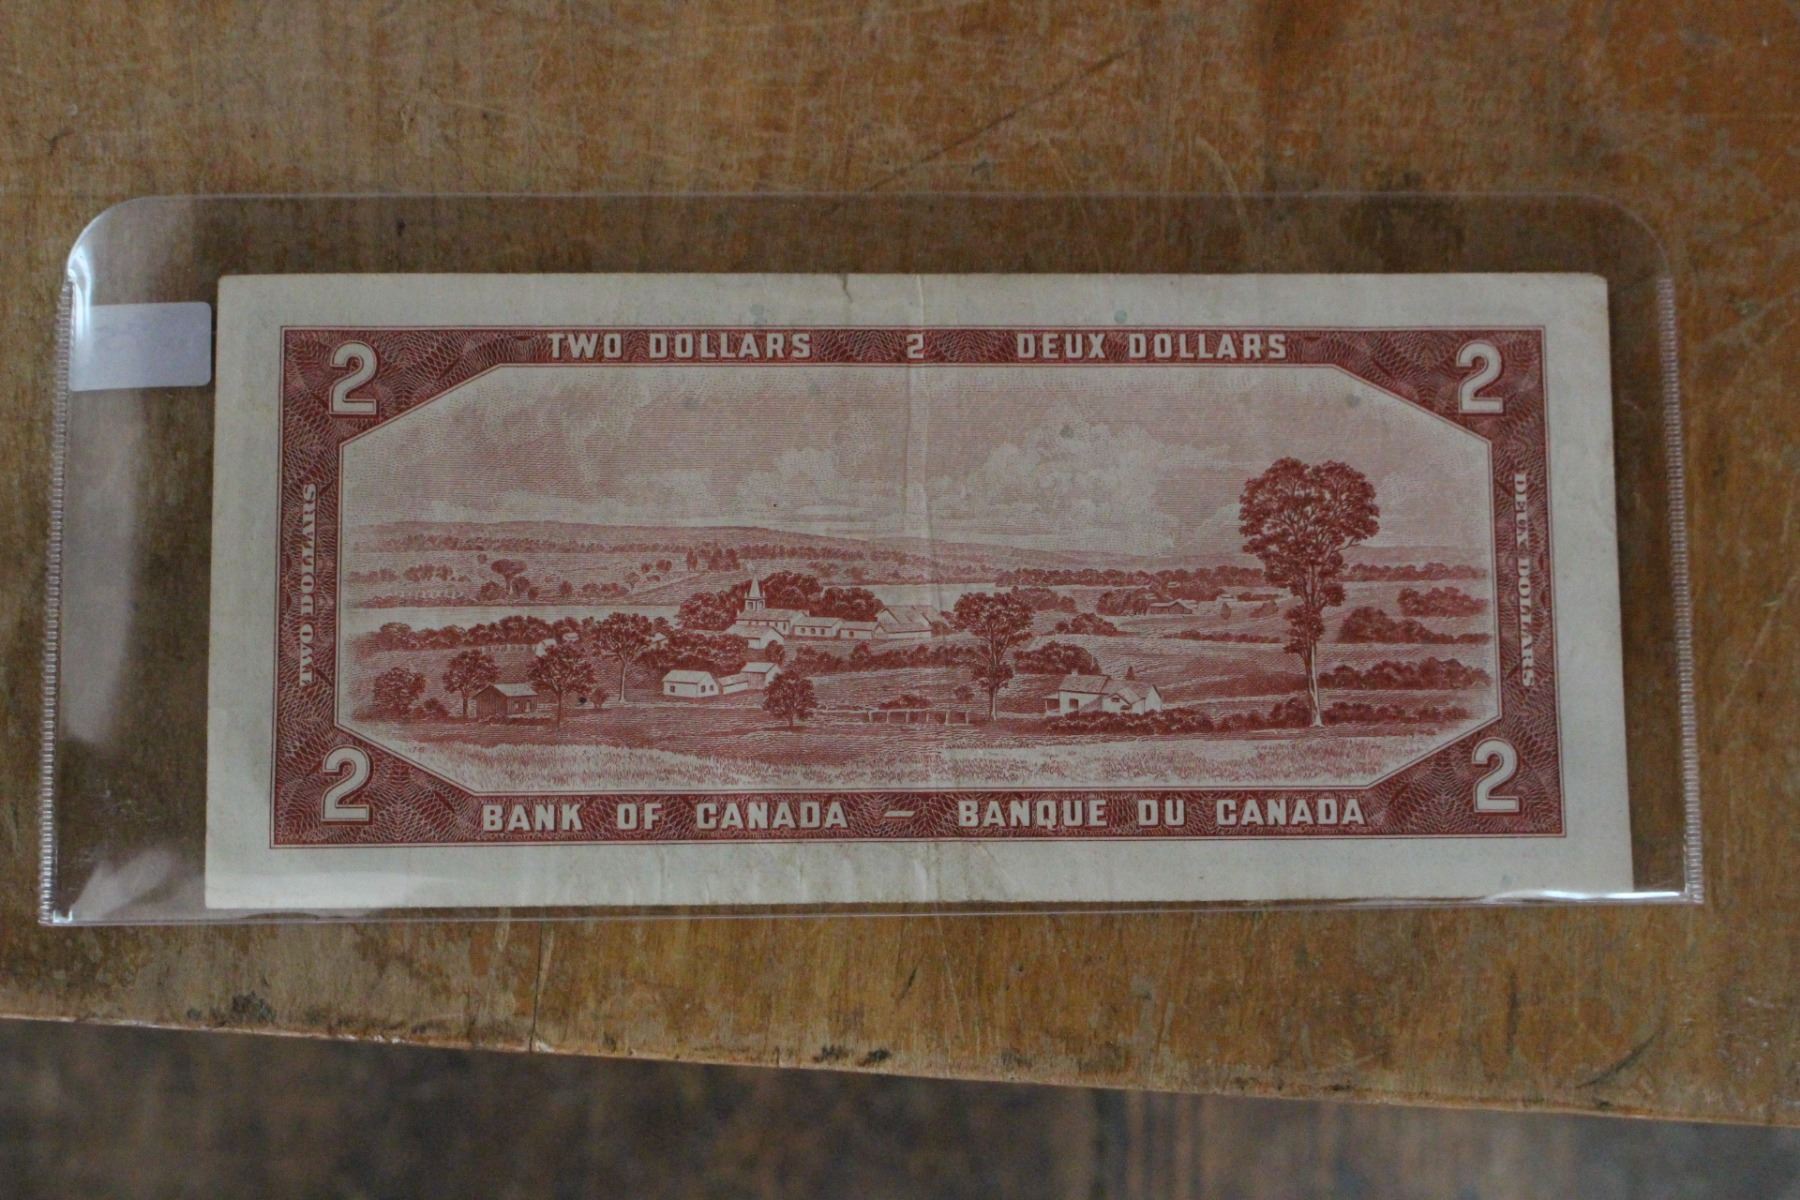 TWO DOLLARS 2 DEUX DOLLARS
2 2
TWO DOLLARS
DEUX DOLLARS
2 2
BANK OF CANADA — BANQUE DU CANADA